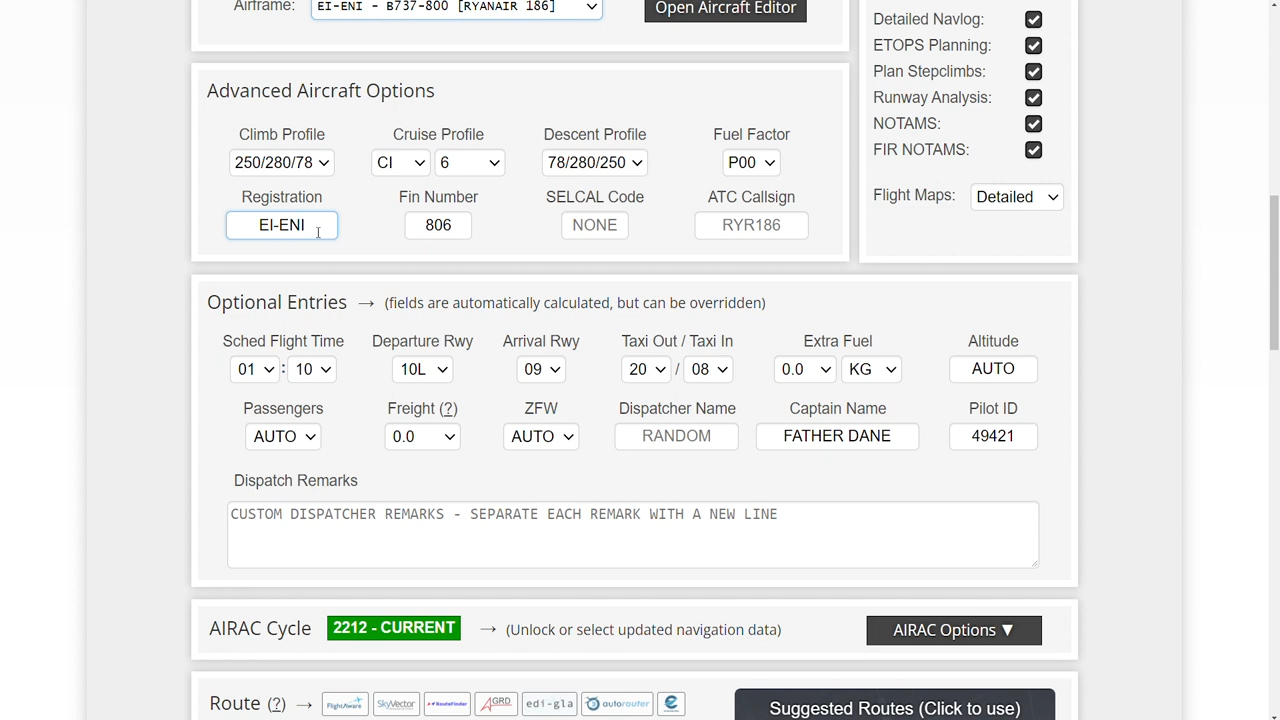 Airframe: EI-ENI - B737-800 [RYANAIR 186] Open Aircraft Editor
Advanced Aircraft Options
Climb Profile Cruise Profile Descent Profile Fuel Factor
250/280/78 CI 6 78/280/250 P00
Registration Fin Number SELCAL Code ATC Callsign
EI-ENI 806 NONE RYR186
Detailed Navlog:
ETOPS Planning:
Plan Stepclimbs:
Runway Analysis:
NOTAMS:
FIR NOTAMS:
Flight Maps: Detailed
Optional Entries → (fields are automatically calculated, but can be overridden)
Sched Flight Time Departure Rwy Arrival Rwy Taxi Out / Taxi In Extra Fuel Altitude
01 : 10 10L 09 20 / 08 0.0 KG AUTO
Passengers Freight (?) ZFW Dispatcher Name Captain Name Pilot ID
AUTO 0.0 AUTO RANDOM FATHER DANE 49421
Dispatch Remarks
CUSTOM DISPATCHER REMARKS - SEPARATE EACH REMARK WITH A NEW LINE
AIRAC Cycle 2212 - CURRENT → (Unlock or select updated navigation data) AIRAC Options ▼
Route (?) → FlightAware SkyVector RouteFinder AGRD edi-gla autorouter Suggested Routes (Click to use)